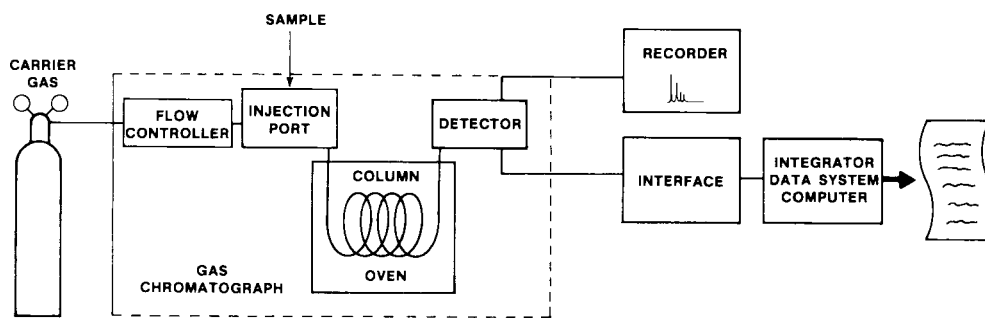 SAMPLE
CARRIER
GAS
FLOW
CONTROLLER
INJECTION
PORT
DETECTOR
RECORDER
COLUMN
OVEN
INTERFACE
INTEGRATOR
DATA SYSTEM
COMPUTER
GAS
CHROMATOGRAPH